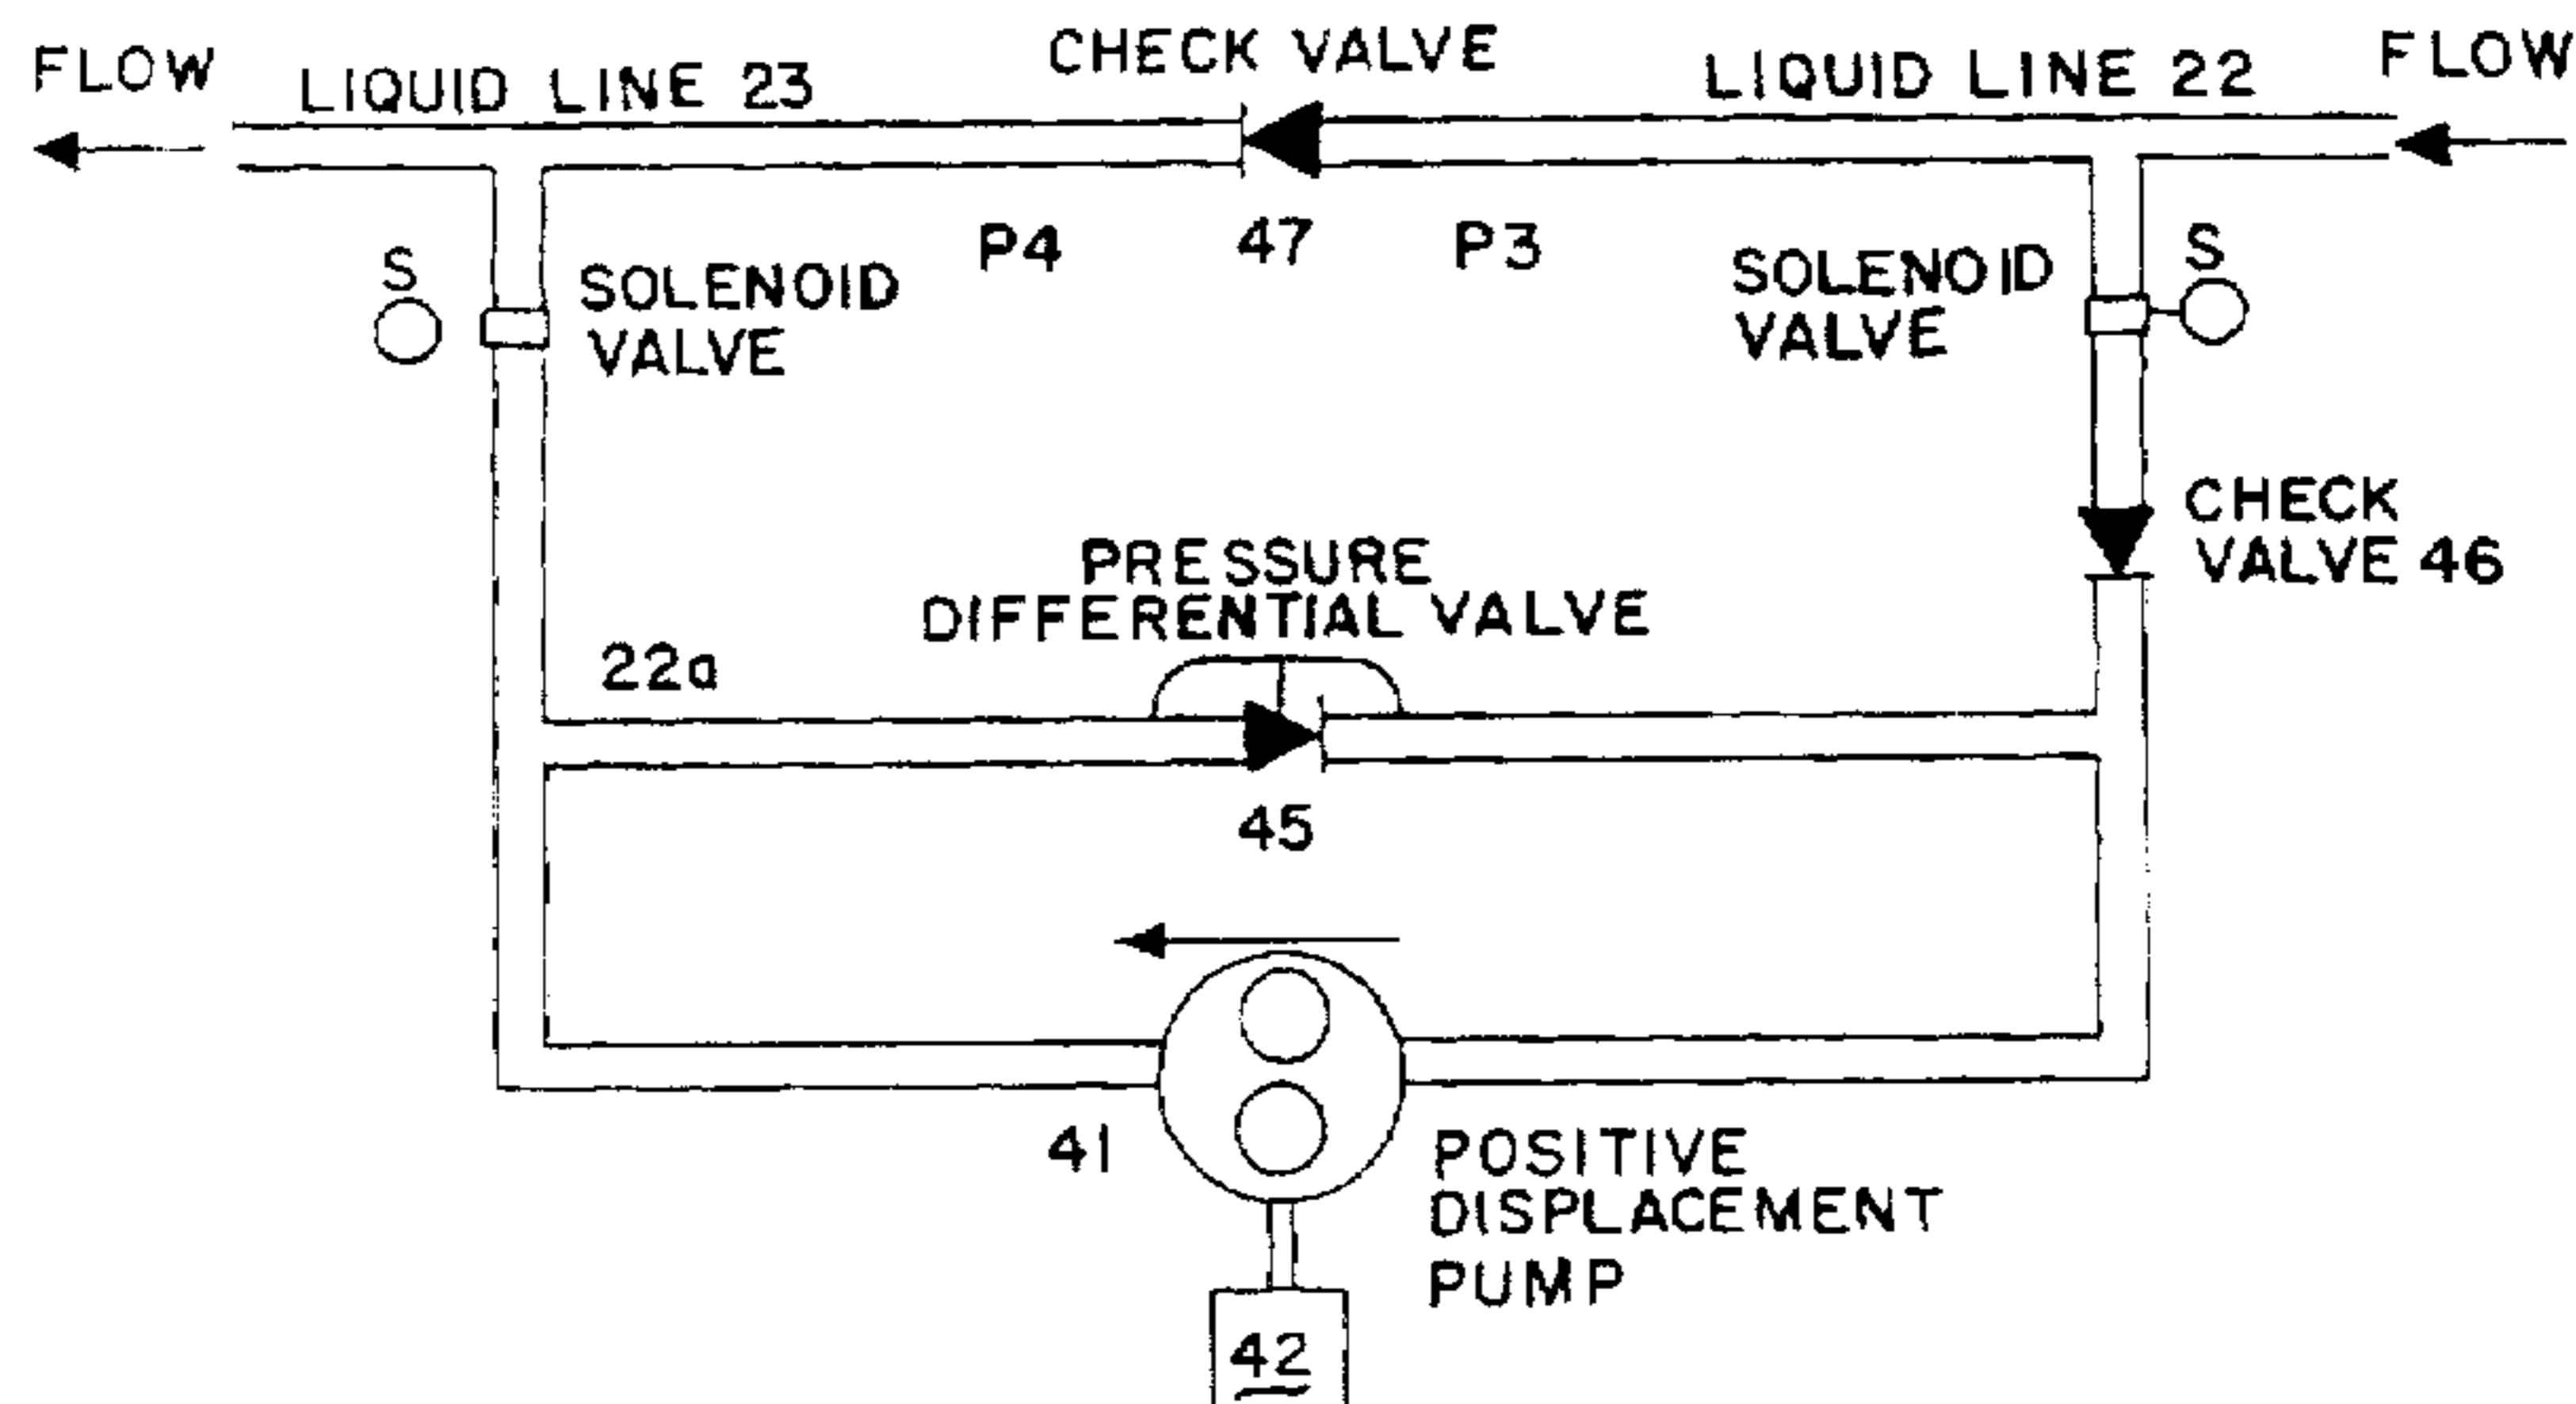 FLOW
LIQUID LINE 23
CHECK VALVE
LIQUID LINE 22
FLOW
P4
47
P3
S
SOLENOID
VALVE
SOLENOID
VALVE
S
CHECK
VALVE 46
PRESSURE
DIFFERENTIAL VALVE
22a
45
41
POSITIVE
DISPLACEMENT
PUMP
42